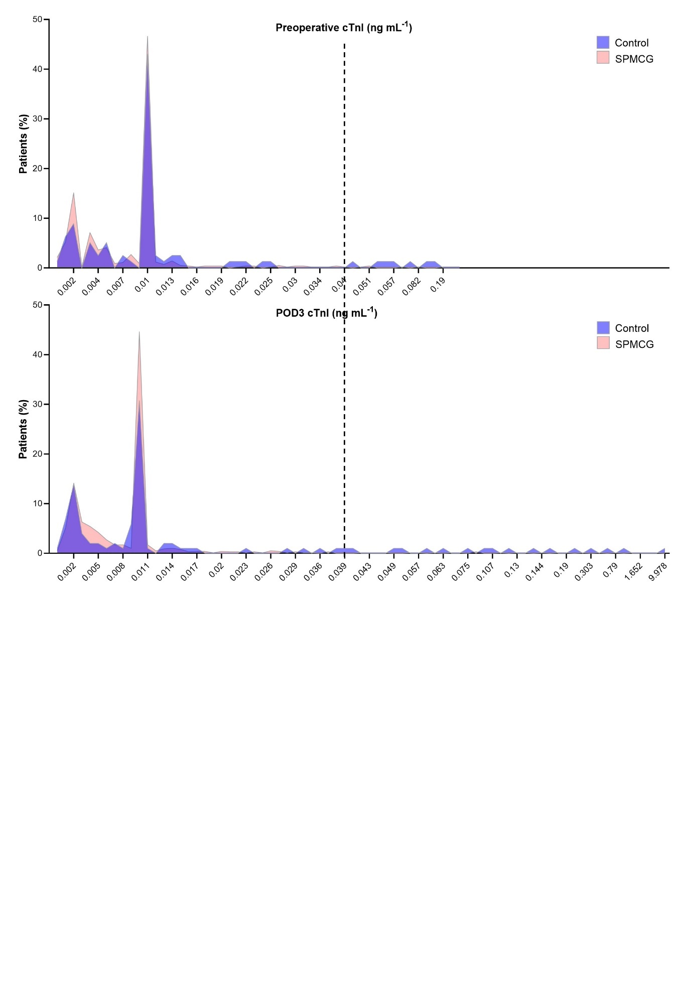 Preoperative cTnI (ng mL-1)
Control
SPMCG
Patients (%)
50
40
30
20
10
0
0.002 0.004 0.007 0.01 0.013 0.016 0.019 0.022 0.025 0.03 0.034 0.04 0.051 0.057 0.082 0.19
POD3 cTnI (ng mL-1)
Control
SPMCG
Patients (%)
50
40
30
20
10
0
0.002 0.005 0.008 0.011 0.014 0.017 0.02 0.023 0.026 0.029 0.036 0.039 0.043 0.049 0.057 0.063 0.075 0.107 0.13 0.144 0.19 0.303 0.79 1.652 9.978